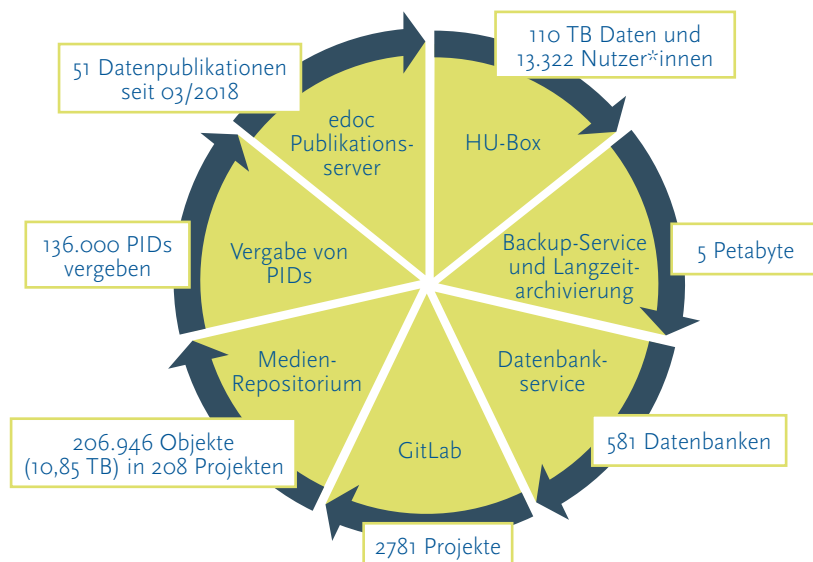 110 TB Daten und
13.322 Nutzer*innen
HU-Box
5 Petabyte
Backup-Service
und Langzeit-
archivierung
581 Datenbanken
Datenbank-
service
2781 Projekte
GitLab
206.946 Objekte
(10,85 TB) in 208 Projekten
Medien-
Repositorium
136.000 PIDs
vergeben
Vergabe von
PIDs
51 Datenpublikationen
seit 03/2018
edoc
Publikations-
server